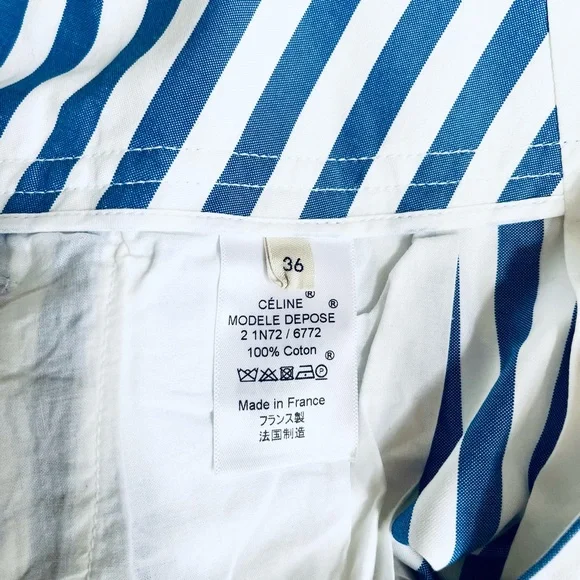 36
CÉLINE® ®
MODELE DEPOSE
2 1N72 / 6772
100% Coton ®
Made in France
フランス製
法国制造